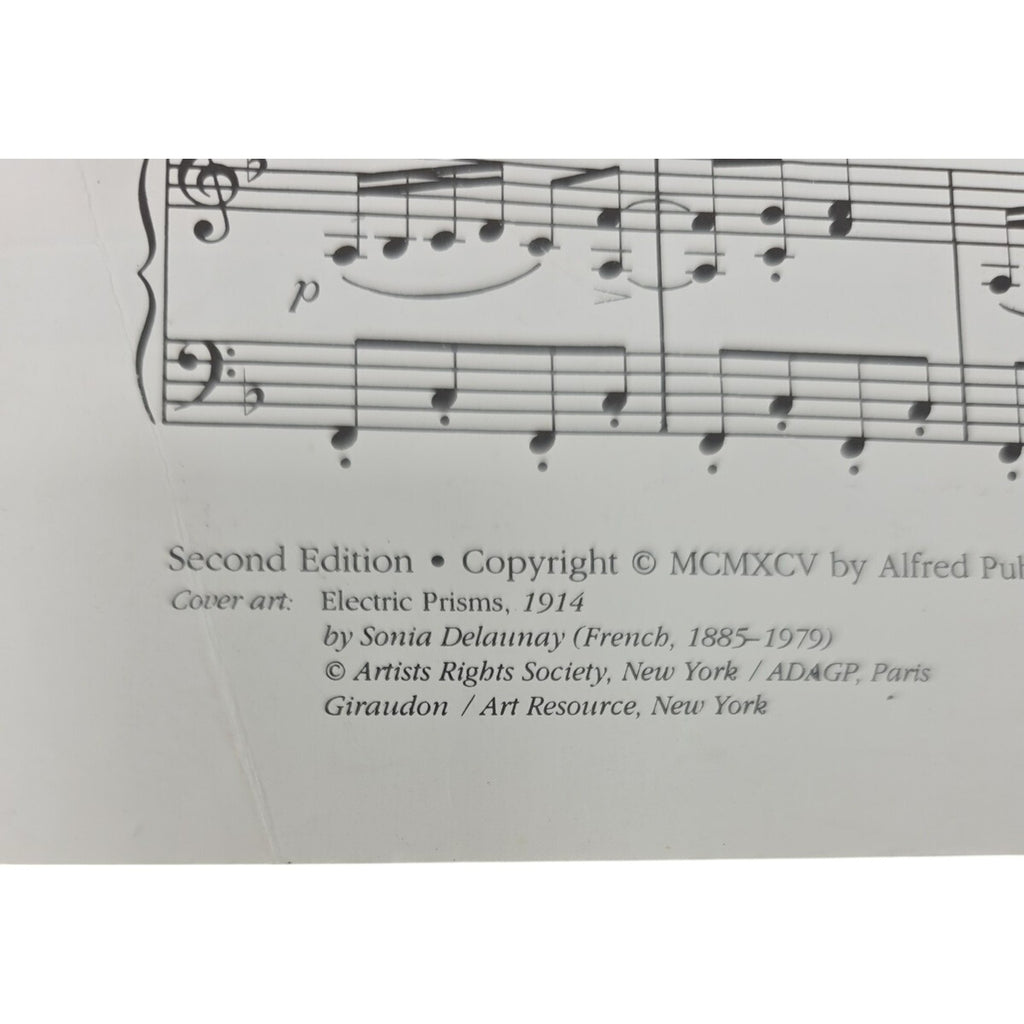 p
Second Edition • Copyright © MCMXCV by Alfred
Cover art: Electric Prisms, 1914
by Sonia Delaunay (French, 1885–1979)
© Artists Rights Society, New York / ADAGP, Paris
Giraudon / Art Resource, New York